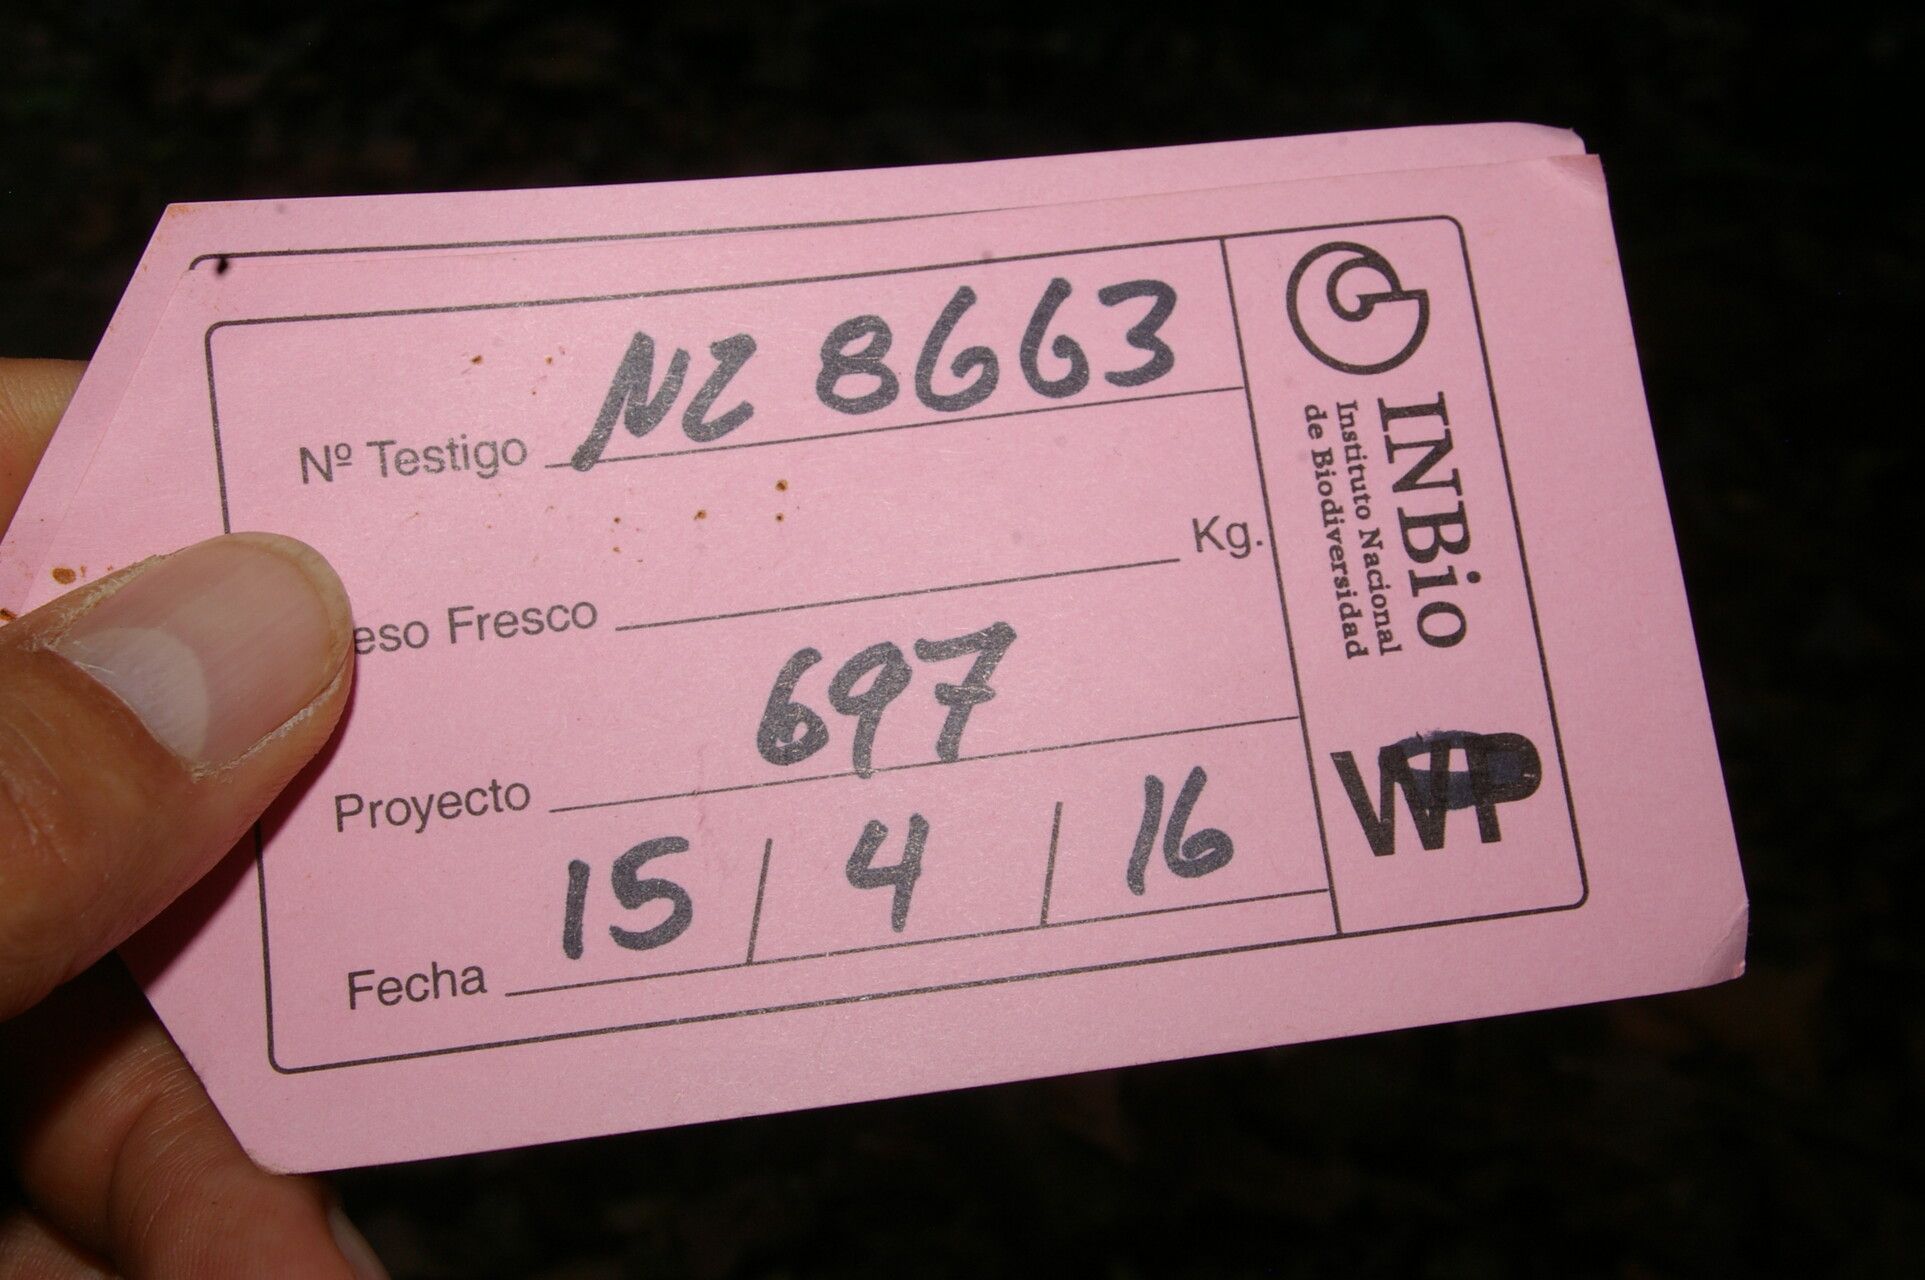 Nº Testigo NZ 8663
eso Fresco Kg.
Proyecto 697
Fecha 15 / 4 / 16
INBio
Instituto Nacional
de Biodiversidad
WP